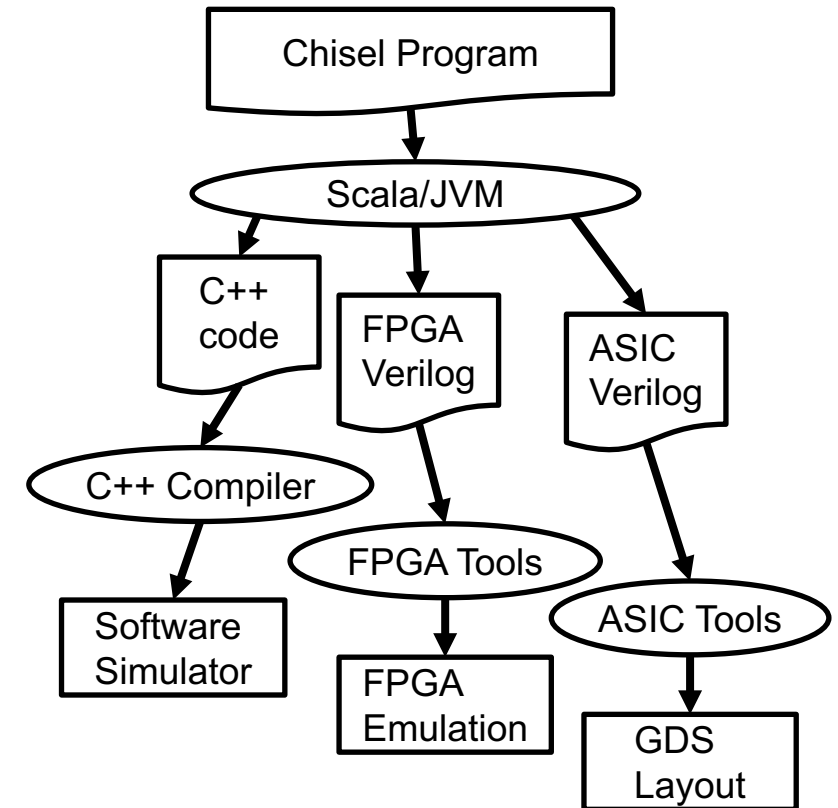 Chisel Program
Scala/JVM
C++
code
FPGA
Verilog
ASIC
Verilog
C++ Compiler
FPGA Tools
ASIC Tools
Software
Simulator
FPGA
Emulation
GDS
Layout